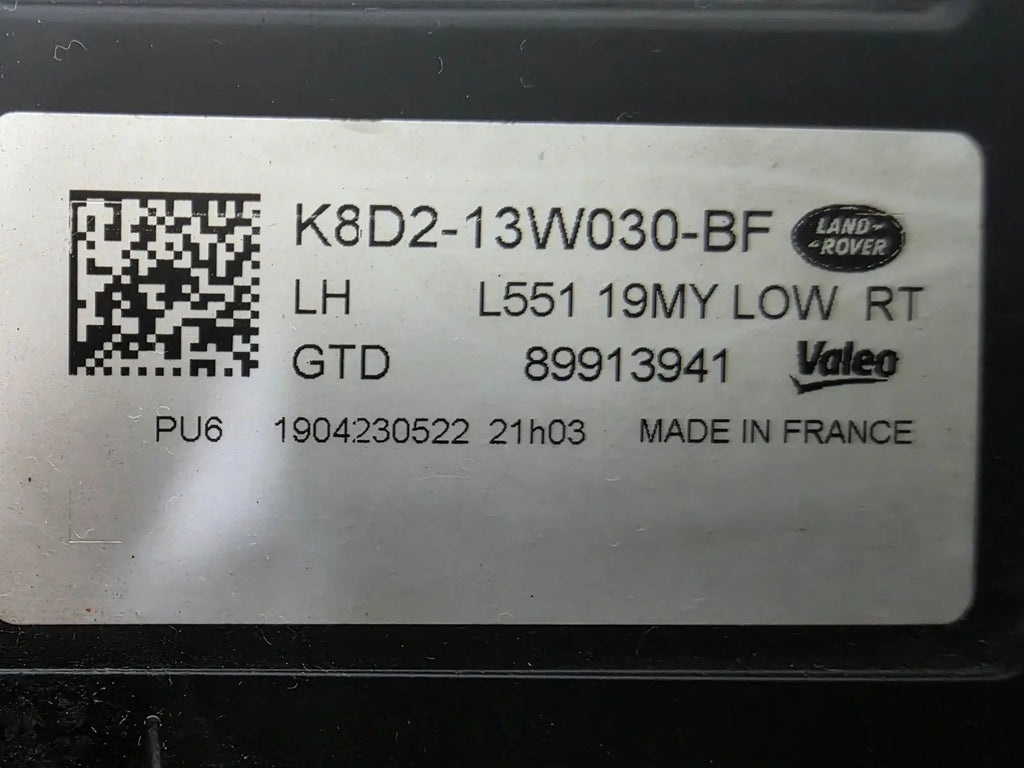 K8D2-13W030-BF LAND-
-ROVER
LH L551 19MY LOW RT
GTD 89913941 Valeo
PU6 1904230522 21h03 MADE IN FRANCE